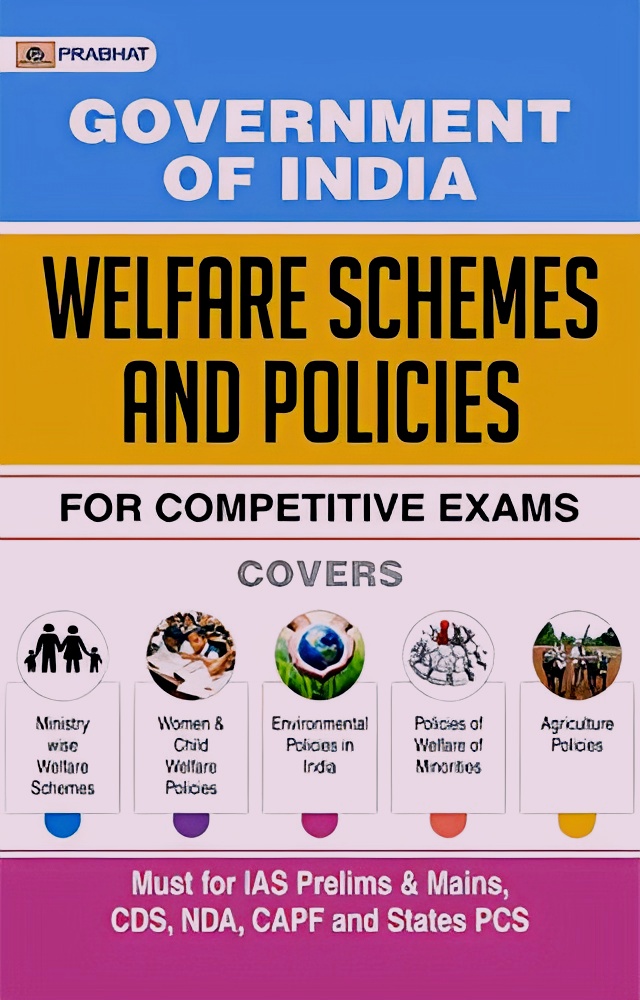 PRABHAT
GOVERNMENT
OF INDIA
WELFARE SCHEMES
AND POLICIES
FOR COMPETITIVE EXAMS
COVERS
Ministry
wise
Welfare
Schemes
Women &
Child
Welfare
Policies
Environmental
Policies in
India
Policies of
Welfare of
Minorities
Agriculture
Policies
Must for IAS Prelims & Mains,
CDS, NDA, CAPF and States PCS